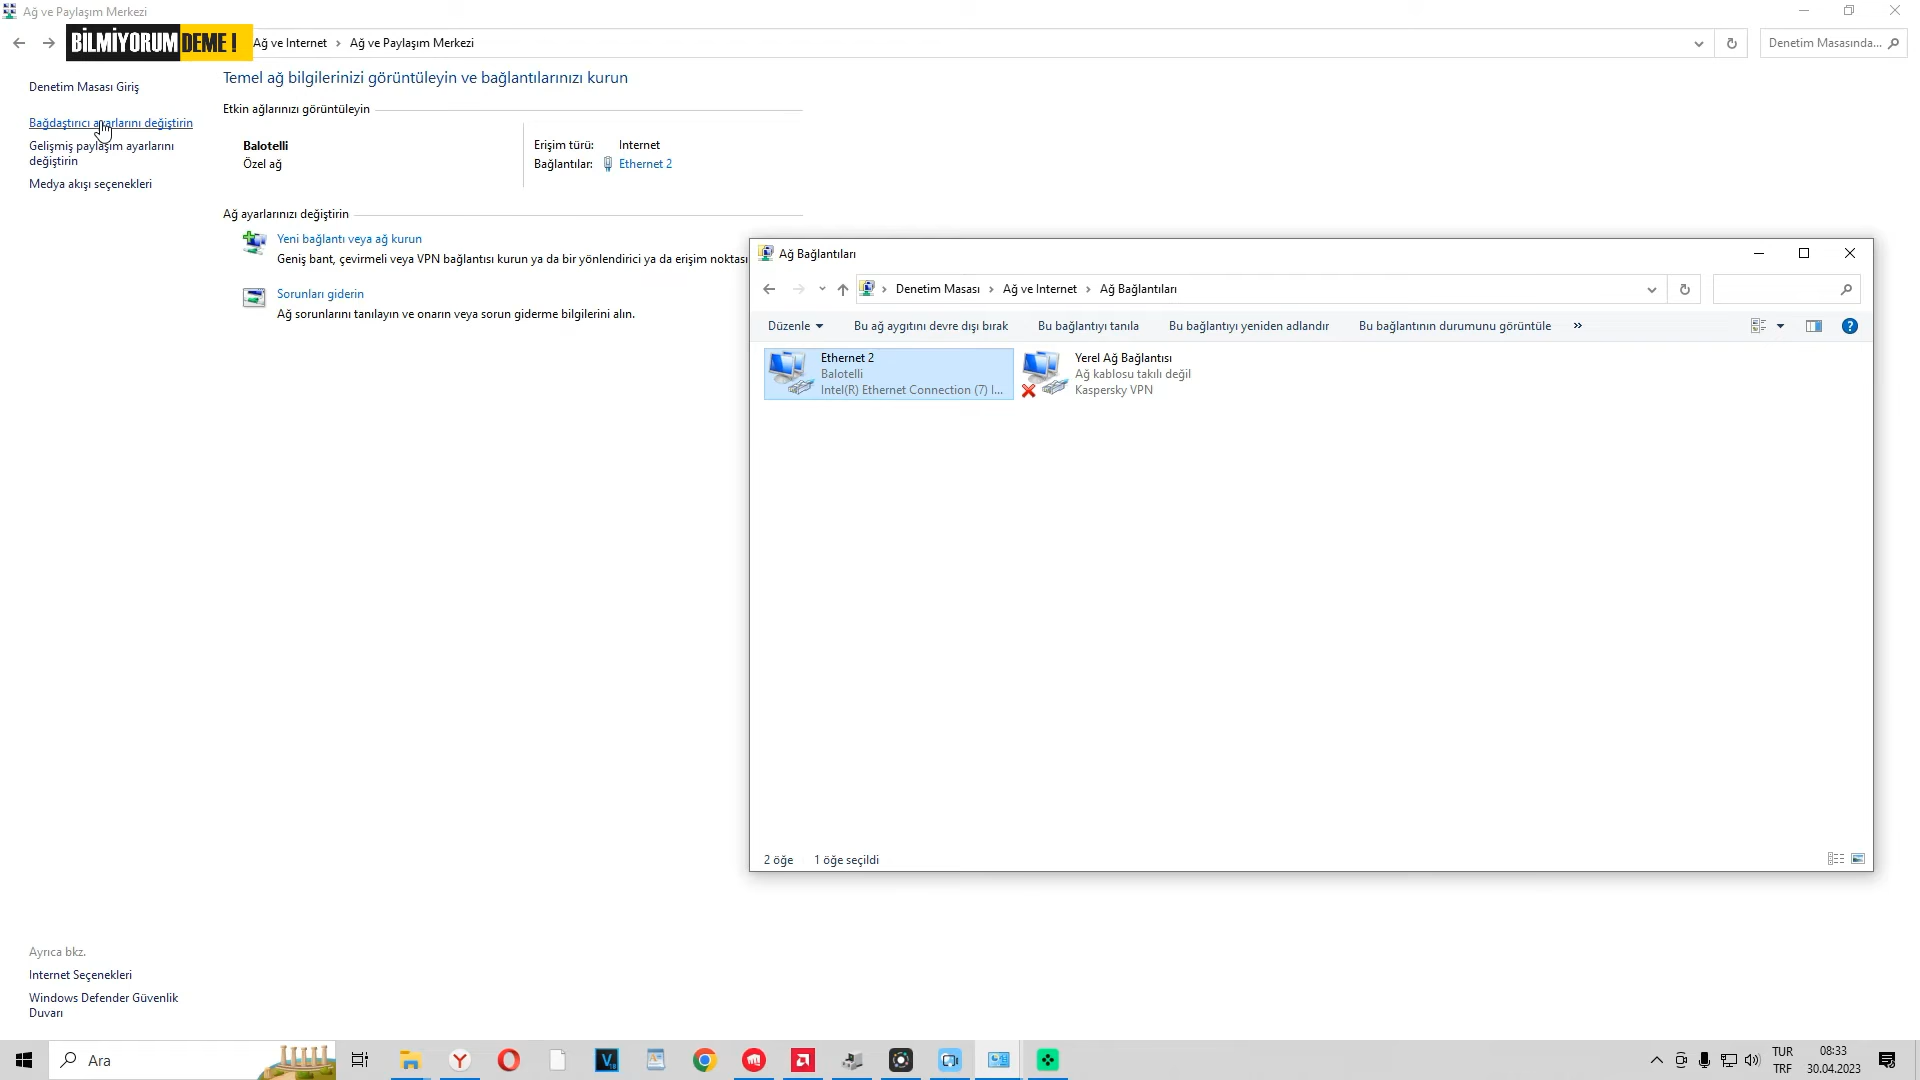 Ağ ve Paylaşım Merkezi
BİLMİYORUM DEME !
Ağ ve Internet › Ağ ve Paylaşım Merkezi
Denetim Masasında...
Denetim Masası Giriş
Bağdaştırıcı ayarlarını değiştirin
Gelişmiş paylaşım ayarlarını
değiştirin
Medya akışı seçenekleri
Temel ağ bilgilerinizi görüntüleyin ve bağlantılarınızı kurun
Etkin ağlarınızı görüntüleyin
Balotelli
Özel ağ
Erişim türü: Internet
Bağlantılar: Ethernet 2
Ağ ayarlarınızı değiştirin
Yeni bağlantı veya ağ kurun
Geniş bant, çevirmeli veya VPN bağlantısı kurun ya da bir yönlendirici ya da erişim noktası
Sorunları giderin
Ağ sorunlarını tanılayın ve onarın veya sorun giderme bilgilerini alın.
Ağ Bağlantıları
› Denetim Masası › Ağ ve Internet › Ağ Bağlantıları
Düzenle Bu ağ aygıtını devre dışı bırak Bu bağlantıyı tanıla Bu bağlantıyı yeniden adlandır Bu bağlantının durumunu görüntüle »
Ethernet 2
Balotelli
Intel(R) Ethernet Connection (7) I...
Yerel Ağ Bağlantısı
Ağ kablosu takılı değil
Kaspersky VPN
2 öğe 1 öğe seçildi
Ayrıca bkz.
Internet Seçenekleri
Windows Defender Güvenlik
Duvarı
Ara
TUR
TRF
08:33
30.04.2023